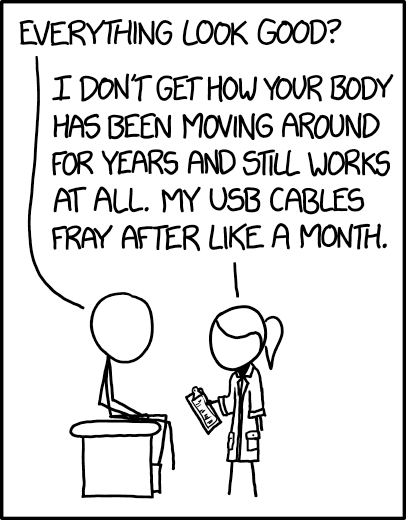 EVERYTHING LOOK GOOD?
I DON'T GET HOW YOUR BODY
HAS BEEN MOVING AROUND
FOR YEARS AND STILL WORKS
AT ALL. MY USB CABLES
FRAY AFTER LIKE A MONTH.